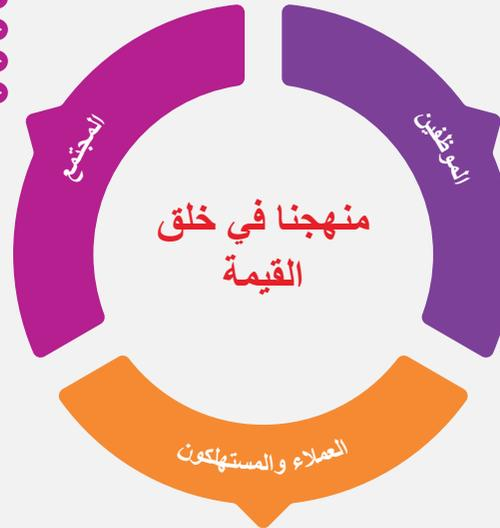 منهجنا في خلق
القيمة
الموظفين
العملاء والمستهلكون
المجتمع